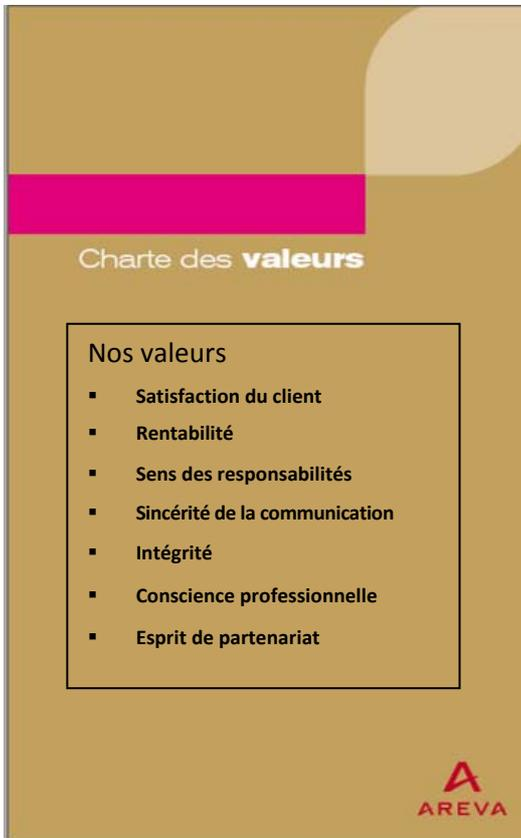 Charte des valeurs
Nos valeurs
▪ Satisfaction du client
▪ Rentabilité
▪ Sens des responsabilités
▪ Sincérité de la communication
▪ Intégrité
▪ Conscience professionnelle
▪ Esprit de partenariat
AREVA